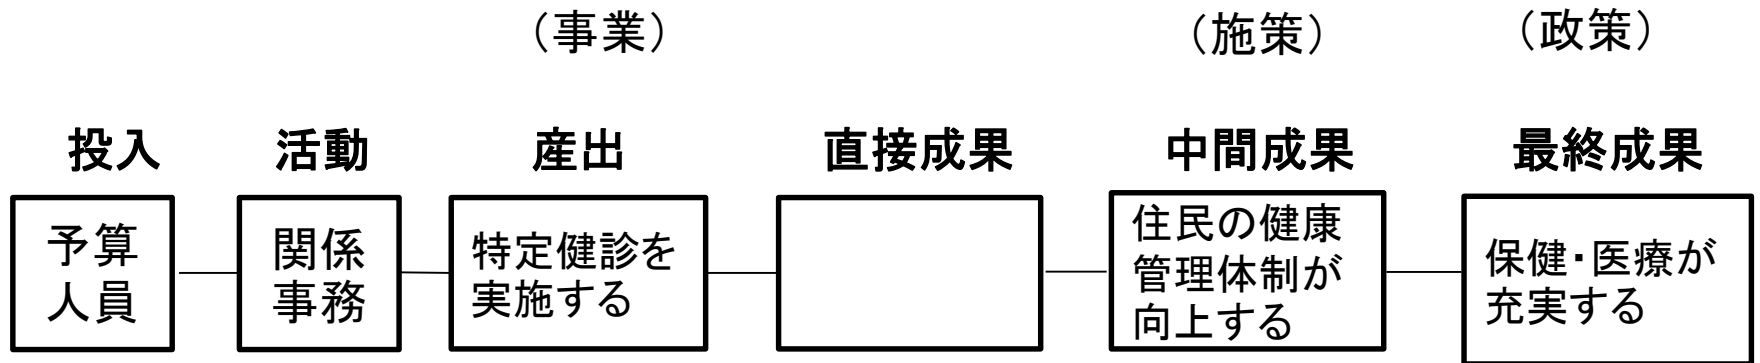 （事業）
（施策）
（政策）
投入
活動
産出
直接成果
中間成果
最終成果
予算
人員
関係
事務
特定健診を
実施する
住民の健康
管理体制が
向上する
保健・医療が
充実する